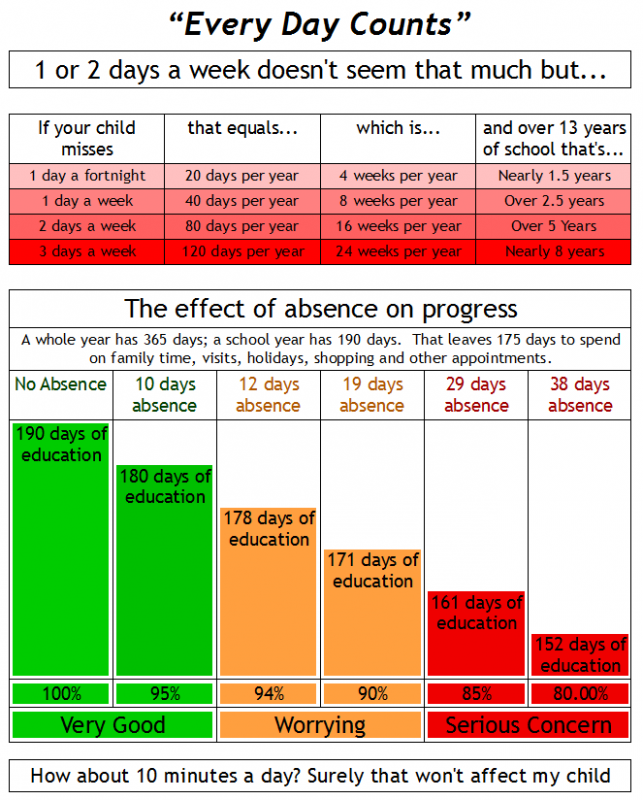 “Every Day Counts”
1 or 2 days a week doesn't seem that much but...
If your child misses
that equals...
which is...
and over 13 years of school that's...
1 day a fortnight 20 days per year 4 weeks per year Nearly 1.5 years
1 day a week 40 days per year 8 weeks per year Over 2.5 years
2 days a week 80 days per year 16 weeks per year Over 5 Years
3 days a week 120 days per year 24 weeks per year Nearly 8 years
The effect of absence on progress
A whole year has 365 days; a school year has 190 days. That leaves 175 days to spend
on family time, visits, holidays, shopping and other appointments.
No Absence
10 days
absence
12 days
absence
19 days
absence
29 days
absence
38 days
absence
190 days of
education
180 days of
education
178 days of
education
171 days of
education
161 days of
education
152 days of
education
100% 95% 94% 90% 85% 80.00%
Very Good Worrying Serious Concern
How about 10 minutes a day? Surely that won't affect my child